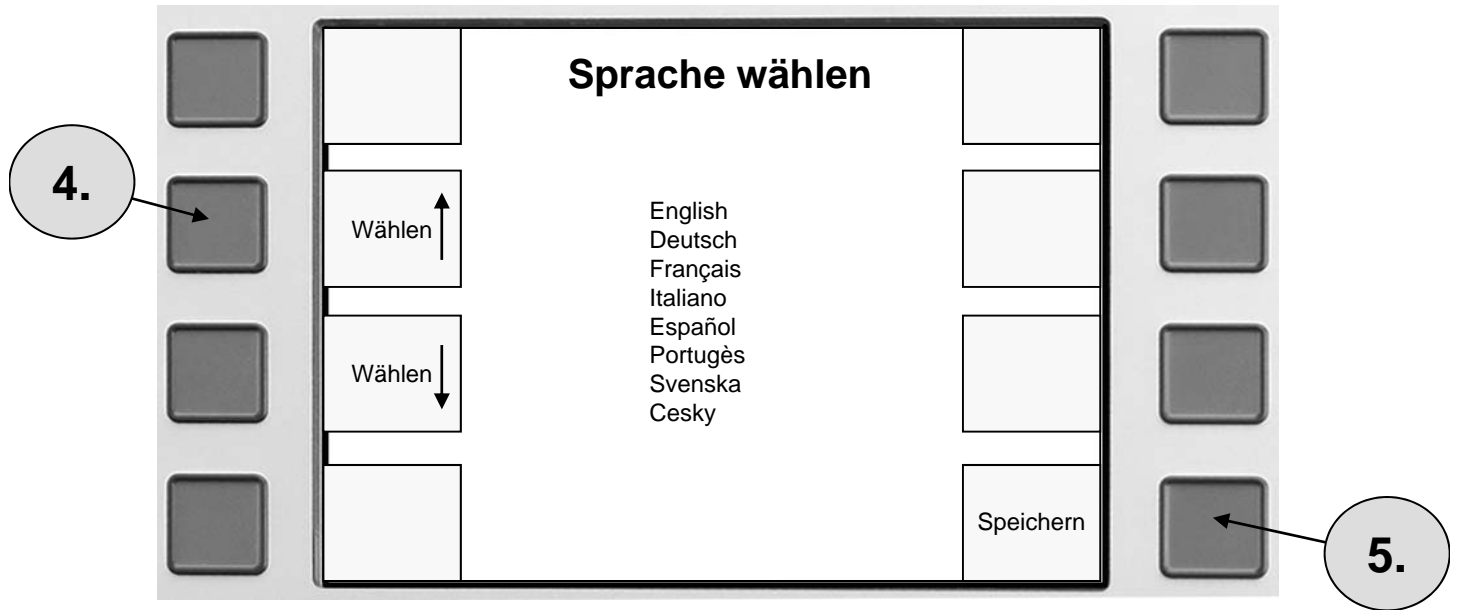 Sprache wählen
4.
Wählen
English
Deutsch
Français
Italiano
Español
Portugès
Svenska
Cesky
Wählen
Speichern
5.